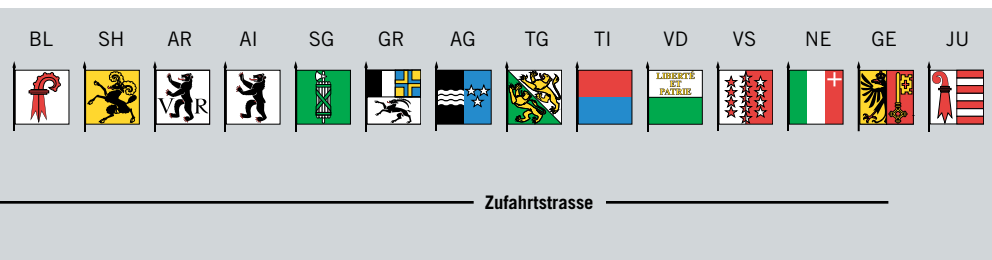 BL SH AR AI SG GR AG TG TI VD VS NE GE JU
V R
LIBERTÉ
ET
PATRIE
Zufahrtstrasse